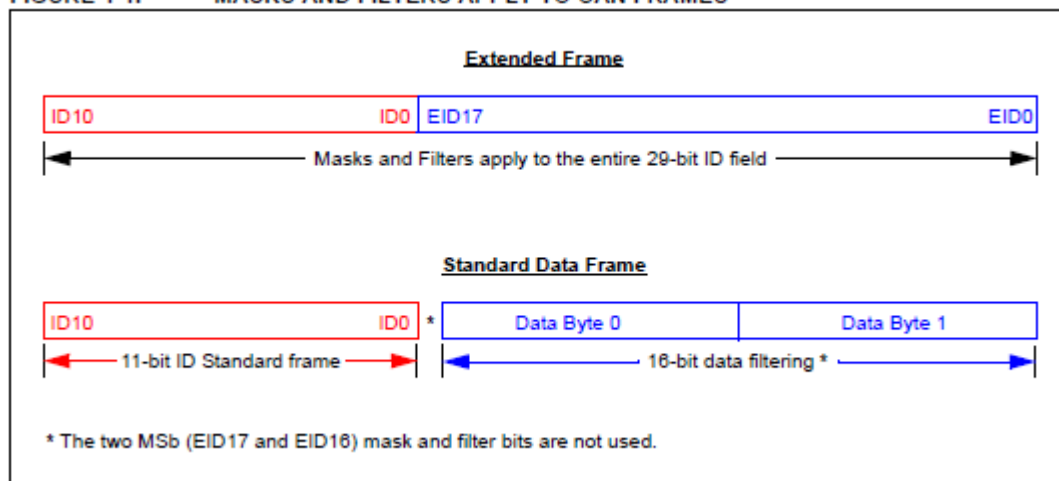 Extended Frame
ID10 ID0 EID17 EID0
Masks and Filters apply to the entire 29-bit ID field
Standard Data Frame
ID10 ID0 * Data Byte 0 Data Byte 1
11-bit ID Standard frame 16-bit data filtering *
* The two MSb (EID17 and EID16) mask and filter bits are not used.